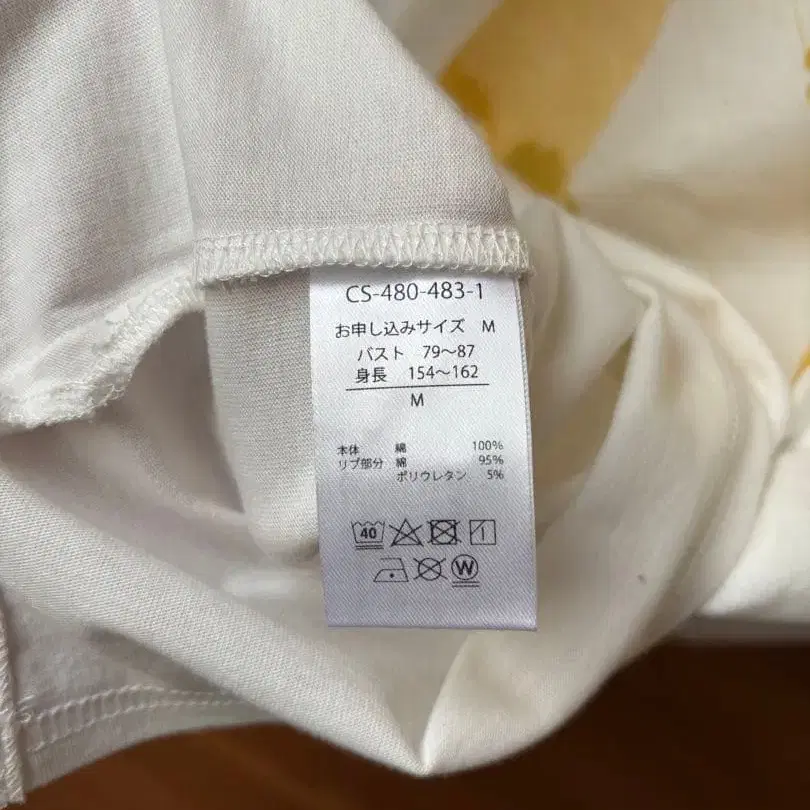 CS-480-483-1
お申し込みサイズ M
バスト 79～87
身長 154～162
M
本体 綿 100%
リブ部分 綿 95%
ポリウレタン 5%
40
W